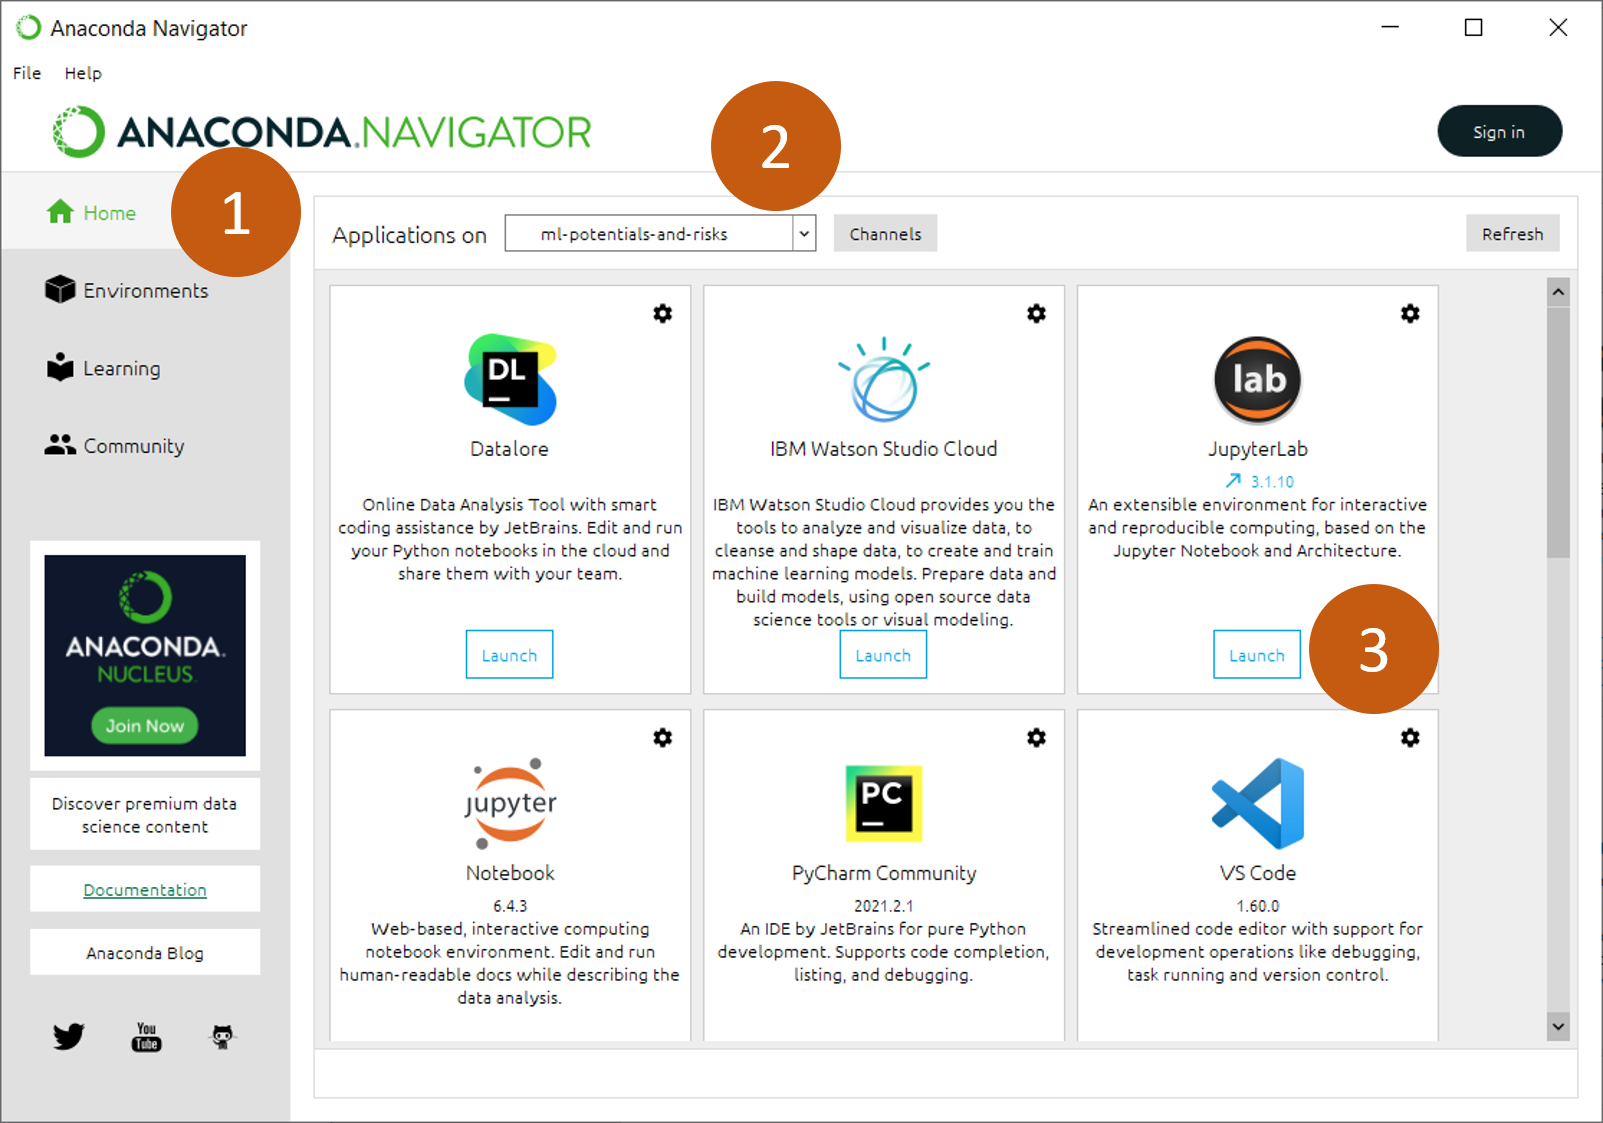 Anaconda Navigator
File Help
ANACONDA.NAVIGATOR
Sign in
1
2
Home
Environments
Learning
Community
ANACONDA.
NUCLEUS
Join Now
Discover premium data
science content
Documentation
Anaconda Blog
You
Tube
Applications on ml-potentials-and-risks Channels Refresh
DL
Datalore
Online Data Analysis Tool with smart
coding assistance by JetBrains. Edit and run
your Python notebooks in the cloud and
share them with your team.
Launch
IBM Watson Studio Cloud
IBM Watson Studio Cloud provides you the
tools to analyze and visualize data, to
cleanse and shape data, to create and train
machine learning models. Prepare data and
build models, using open source data
science tools or visual modeling.
Launch
lab
JupyterLab
3.1.10
An extensible environment for interactive
and reproducible computing, based on the
Jupyter Notebook and Architecture.
Launch
3
jupyter
Notebook
6.4.3
Web-based, interactive computing
notebook environment. Edit and run
human-readable docs while describing the
data analysis.
PC
PyCharm Community
2021.2.1
An IDE by JetBrains for pure Python
development. Supports code completion,
listing, and debugging.
VS Code
1.60.0
Streamlined code editor with support for
development operations like debugging,
task running and version control.